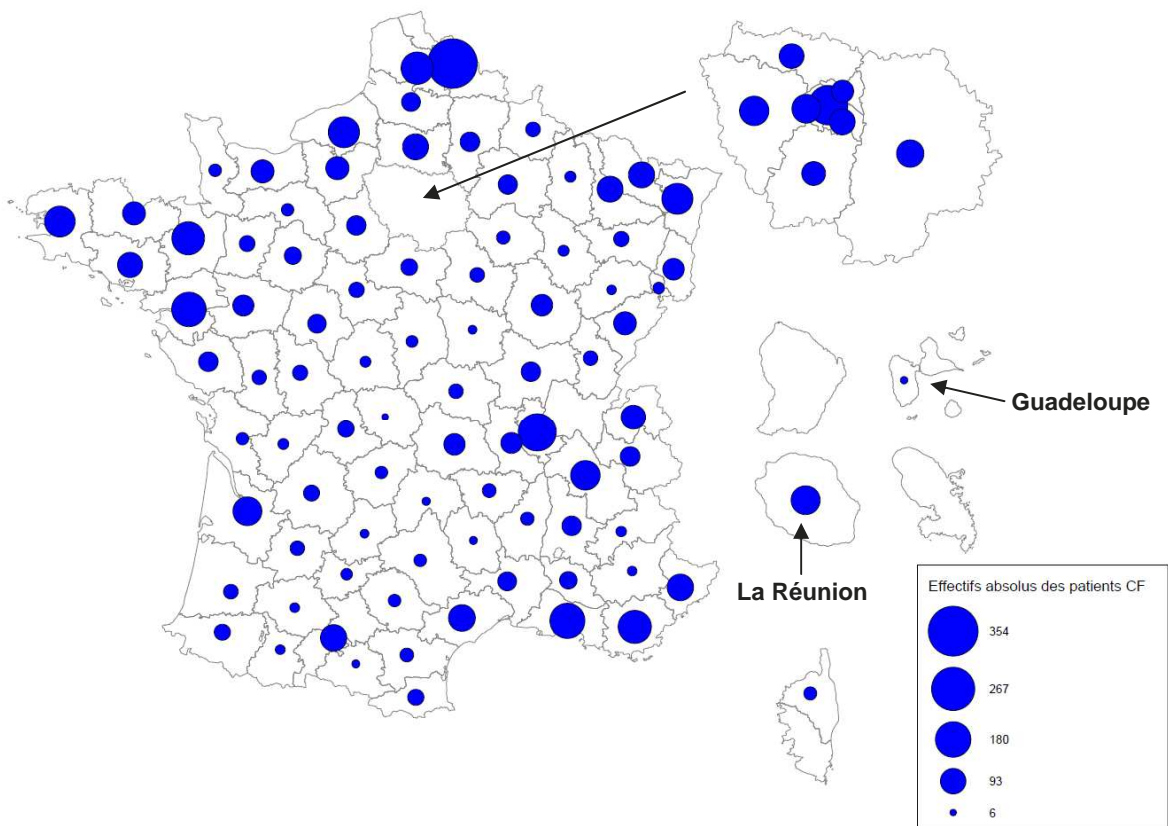 Guadeloupe
La Réunion
Effectifs absolus des patients CF
354
267
180
93
6